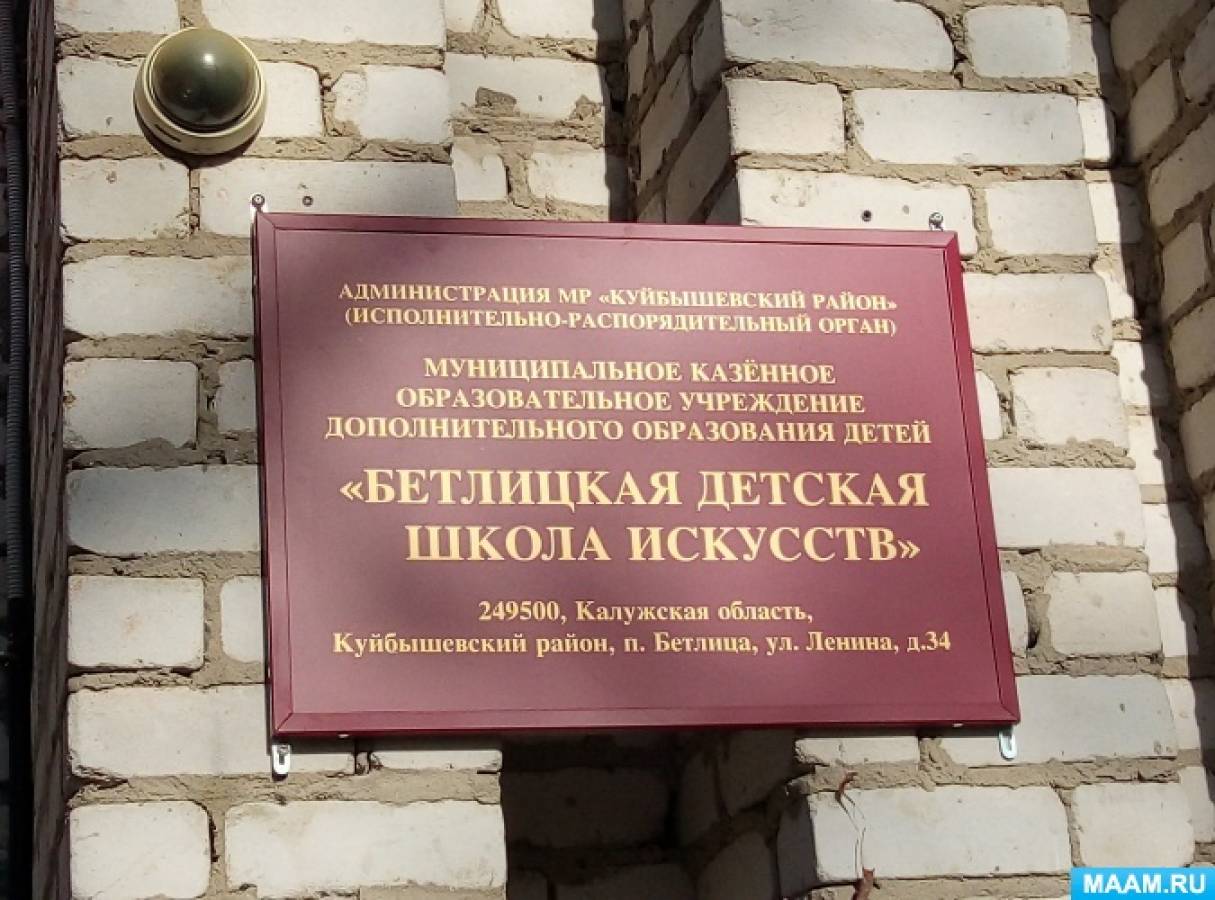 АДМИНИСТРАЦИЯ МР «КУЙБЫШЕВСКИЙ РАЙОН»
(ИСПОЛНИТЕЛЬНО-РАСПОРЯДИТЕЛЬНЫЙ ОРГАН)
МУНИЦИПАЛЬНОЕ КАЗЁННОЕ
ОБРАЗОВАТЕЛЬНОЕ УЧРЕЖДЕНИЕ
ДОПОЛНИТЕЛЬНОГО ОБРАЗОВАНИЯ ДЕТЕЙ
«БЕТЛИЦКАЯ ДЕТСКАЯ
ШКОЛА ИСКУССТВ»
249500, Калужская область,
Куйбышевский район, п. Бетлица, ул. Ленина, д.34
MAAM.RU